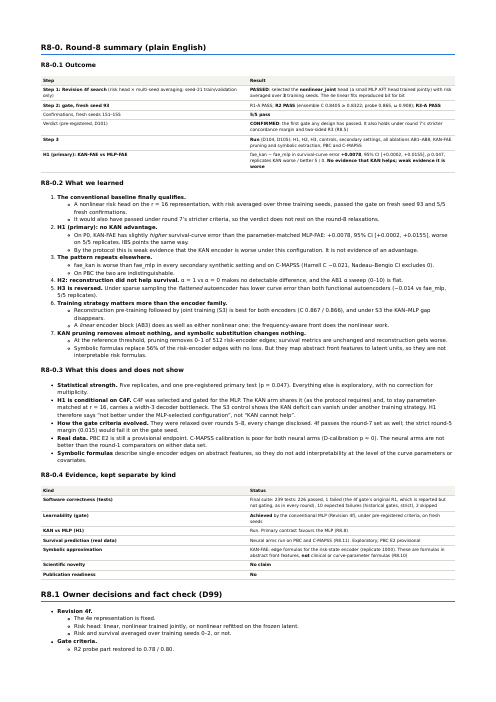 R8-0. Round-8 summary (plain English)
R8-0.1 Outcome
Step Result
Step 1: Revision 4f search (risk head × multi-seed averaging, seed-21 train/validation only) PASSED: selected the nonlinear_joint head (a small MLP AFT head trained jointly) with risk averaged over 3 training seeds. The 4e linear fits reproduced bit for bit
Step 2: gate, fresh seed 93 R1-A PASS; R2 PASS (ensemble C 0.8405 ≥ 0.8322; probe 0.865, ω 0.908); R3-A PASS
Confirmations, fresh seeds 151–155 5/5 pass
Verdict (pre-registered, D101) CONFIRMED: the first gate any design has passed. It also holds under round 7's stricter concordance margin and two-sided R3 (R8.5)
Step 3 Run (D104, D105): H1, H2, H3, controls, secondary settings, all ablations AB1–AB8, KAN-FAE pruning and symbolic extraction, PBC and C-MAPSS
H1 (primary): KAN-FAE vs MLP-FAE fae_kan − fae_mlp in survival-curve error +0.0078, 95% CI [+0.0002, +0.0155], p 0.047, replicates KAN worse / better 5 / 0. No evidence that KAN helps; weak evidence it is worse
R8-0.2 What we learned
1. The conventional baseline finally qualifies.
A nonlinear risk head on the r = 16 representation, with risk averaged over three training seeds, passed the gate on fresh seed 93 and 5/5 fresh confirmations.
It would also have passed under round 7's stricter criteria, so the verdict does not rest on the round-8 relaxations.
2. H1 (primary): no KAN advantage.
On P0, KAN-FAE has slightly higher survival-curve error than the parameter-matched MLP-FAE: +0.0078, 95% CI [+0.0002, +0.0155], worse on 5/5 replicates. IBS points the same way.
By the protocol this is weak evidence that the KAN encoder is worse under this configuration. It is not evidence of an advantage.
3. The pattern repeats elsewhere.
fae_kan is worse than fae_mlp in every secondary setting and on C-MAPSS (Harrell C −0.021, Nadeau-Bengio CI excludes 0).
On PBC the two are indistinguishable.
4. H2: reconstruction did not help survival. α = 1 vs α = 0 makes no detectable difference, and the AB1 α sweep (0–10) is flat.
5. H3 is reversed. Under sparse sampling the flattened autoencoder has lower curve error than both functional autoencoders (−0.014 vs fae_mlp, 5/5 replicates).
6. Training strategy matters more than the encoder family.
Reconstruction pre-training followed by joint training (S3) is best for both encoders (C 0.867 / 0.866), and under S3 the KAN-MLP gap disappears.
A linear encoder (AB3) does as well as either nonlinear one: the frequency-aware front does the nonlinear work.
7. KAN pruning removes almost nothing, and symbolic substitution changes nothing.
At the reference threshold, pruning removes 0–1 of 512 risk-encoder edges; survival metrics are unchanged and reconstruction gets worse.
Symbolic formulas replace 56% of the risk-encoder edges with no loss. But they map abstract front features to latent units, so they are not interpretable risk formulas.
R8-0.3 What this does and does not show
Statistical strength. Five replicates, and one pre-registered primary test (p = 0.047). Everything else is exploratory, with no correction for multiplicity.
H1 is conditional on C4F. C4F was selected and gated for the MLP. The KAN arm shares it (as the protocol requires) and, to stay parameter-matched at r = 16, carries a width-3 decoder bottleneck. The S3 control shows the KAN deficit can vanish under another training strategy. H1 therefore says "not better under the MLP-selected configuration", not "KAN cannot help".
How the gate criteria evolved. They were relaxed over rounds 5–8, every change disclosed. 4f passes the round-7 set as well; the strict round-5 margin (0.015) would fail it on the gate seed.
Real data. PBC E2 is still a provisional endpoint. C-MAPSS calibration is poor for both neural arms (D-calibration p ≈ 0). The neural arms are not better than the round-1 comparators on either data set.
Symbolic formulas describe single encoder edges on abstract features, so they do not add interpretability at the level of the curve parameters or covariates.
R8-0.4 Evidence, kept separate by kind
Kind Status
Software correctness (tests) Final suite: 239 tests: 226 passed, 1 failed (the 4f gate's original R1, which is reported but not gating, as in every round), 10 expected failures (historical gates, strict), 2 skipped
Learnability (gate) Achieved by the conventional MLP (Revision 4f), under pre-registered criteria, on fresh seeds
KAN vs MLP (H1) Run. Primary contrast favours the MLP (R8.8)
Survival prediction (real data) Neural arms run on PBC and C-MAPSS (R8.11). Exploratory; PBC E2 provisional
Symbolic approximation KAN-FAE: edge formulas for the risk-state encoder (replicate 1000). These are formulas in abstract front features, not clinical or curve-parameter formulas (R8.10)
Scientific novelty No claim
Publication readiness No
R8.1 Owner decisions and fact check (D99)
Revision 4f.
The 4e representation is fixed.
Risk head: linear, nonlinear trained jointly, or nonlinear refitted on the frozen latent.
Risk and survival averaged over training seeds 0–2, or not.
Gate criteria.
R2 probe part restored to 0.78 / 0.80.